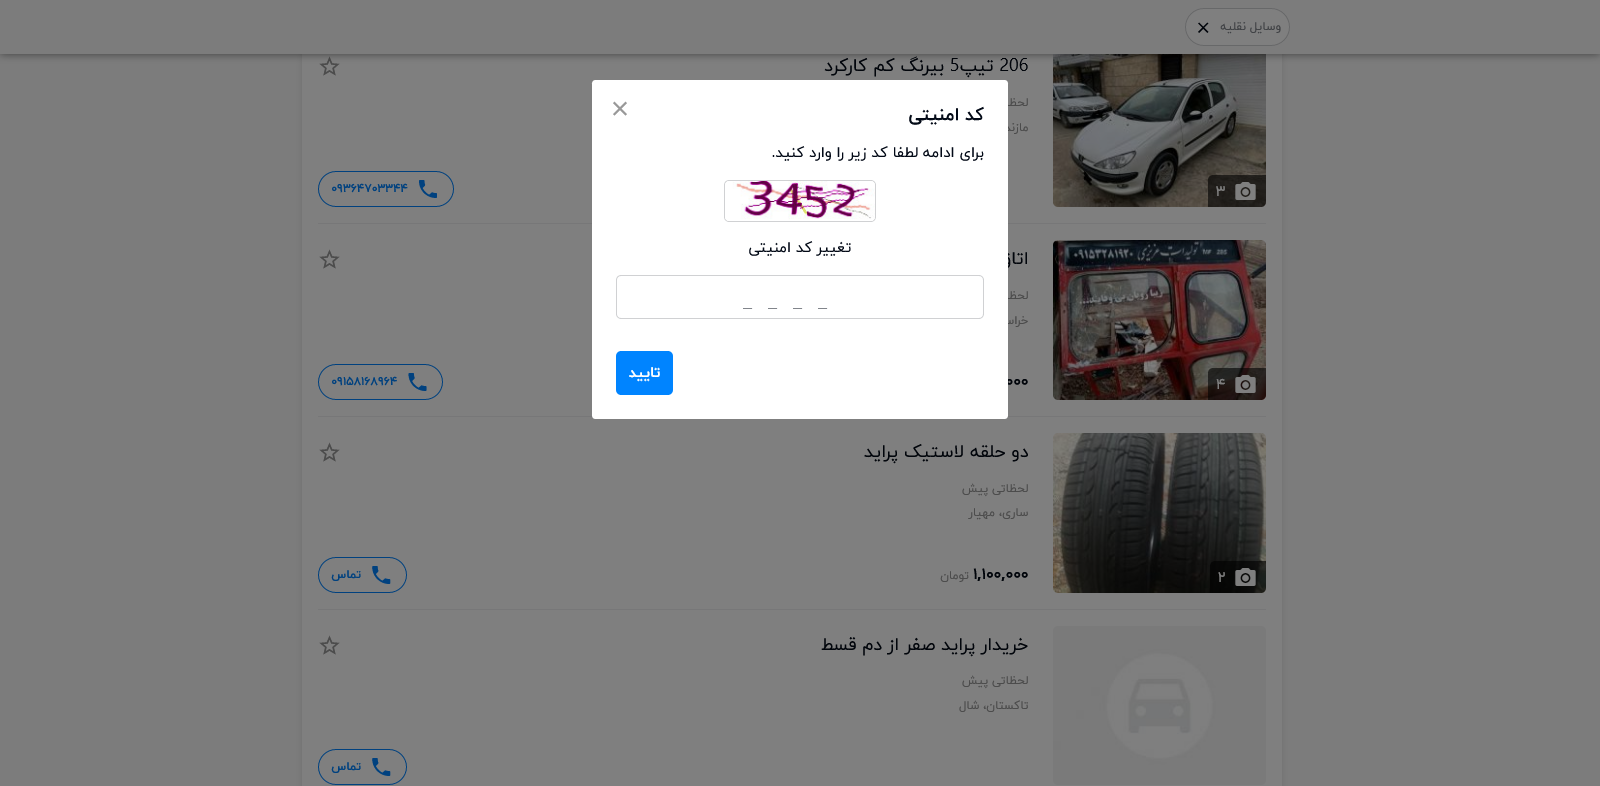 وسایل نقلیه
206 تیپ5 بیرنگ کم کارکرد
لحظا
مازند
۰۹۳۶۴۷۰۳۳۴۴
۳
کد امنیتی
برای ادامه لطفا کد زیر را وارد کنید.
3452
تغییر کد امنیتی
_ _ _ _
تایید
اتاق
لحظ
خراس
۰۰۰
۰۹۱۵۸۱۶۸۹۶۴
تولیدات عزیزی ۰۹۱۵۳۲۸۱۹۲۰
۴
دو حلقه لاستیک پراید
لحظاتی پیش
ساری، مهیار
۱,۱۰۰,۰۰۰ تومان
تماس
۲
خریدار پراید صفر از دم قسط
لحظاتی پیش
تاکستان، شال
تماس